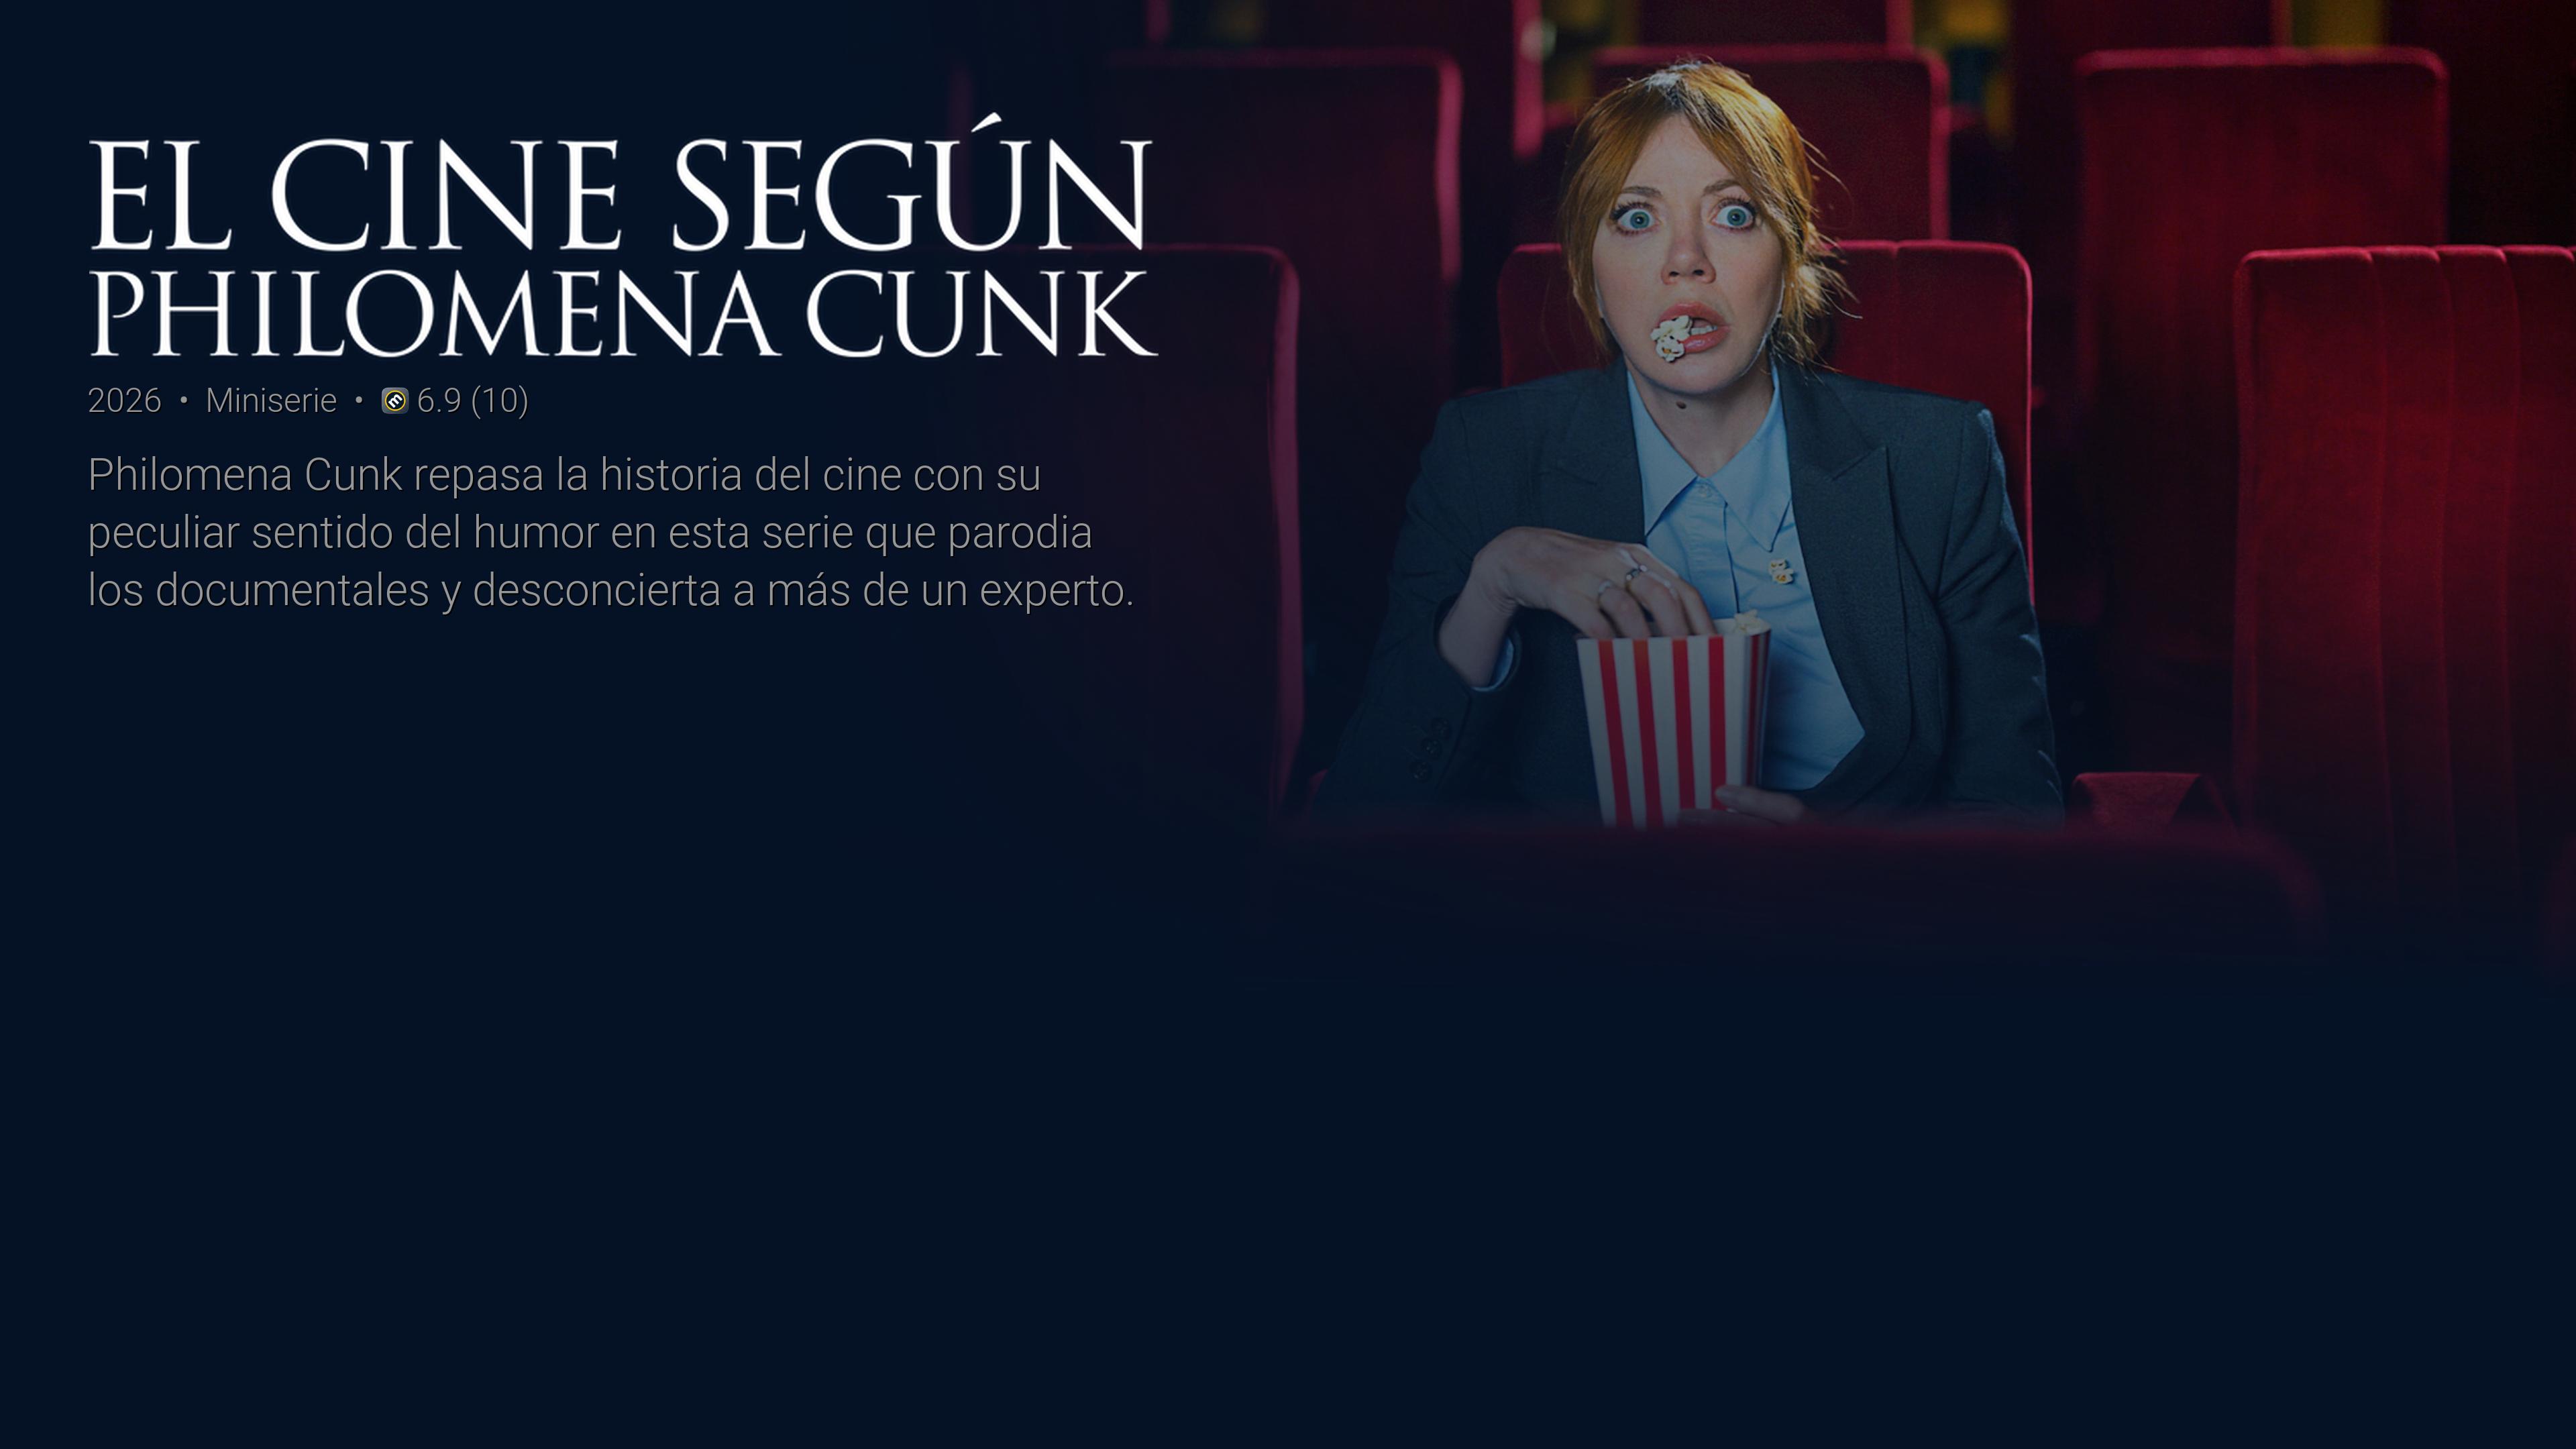 EL CINE SEGÚN
PHILOMENA CUNK
2026 • Miniserie • m 6.9 (10)
Philomena Cunk repasa la historia del cine con su
peculiar sentido del humor en esta serie que parodia
los documentales y desconcierta a más de un experto.